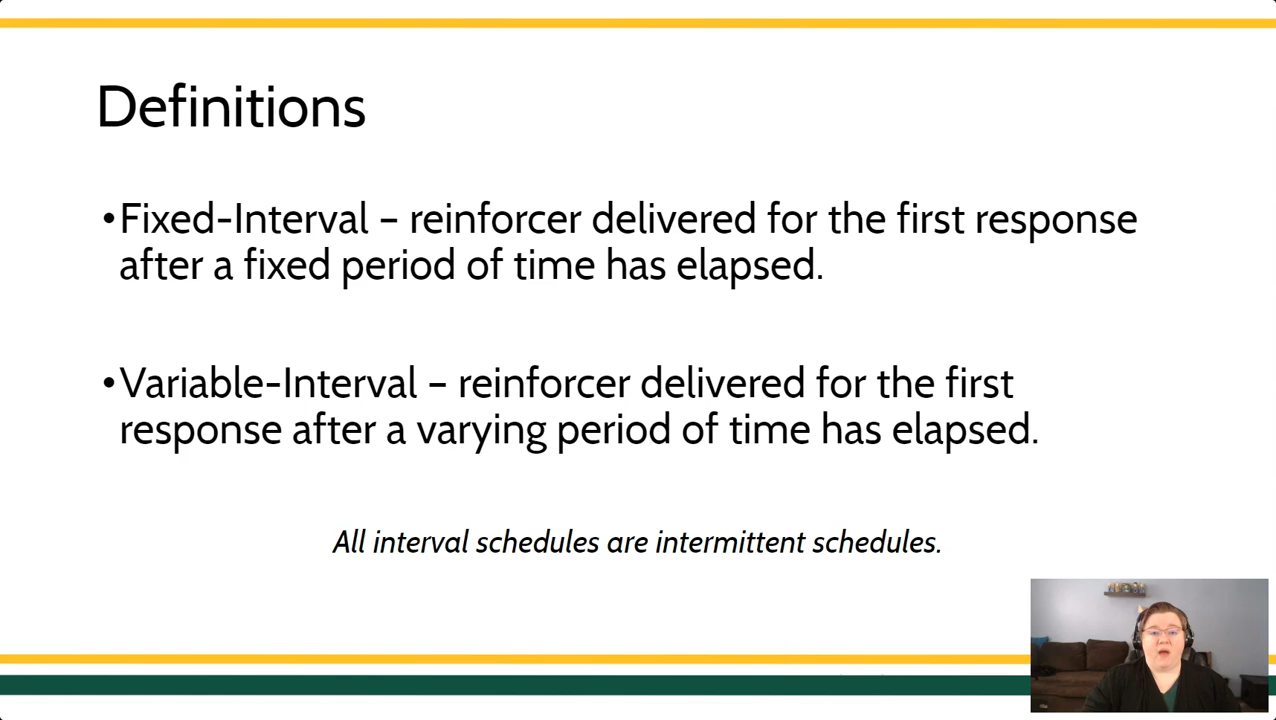 Definitions
•Fixed-Interval – reinforcer delivered for the first response
after a fixed period of time has elapsed.
•Variable-Interval – reinforcer delivered for the first
response after a varying period of time has elapsed.
All interval schedules are intermittent schedules.